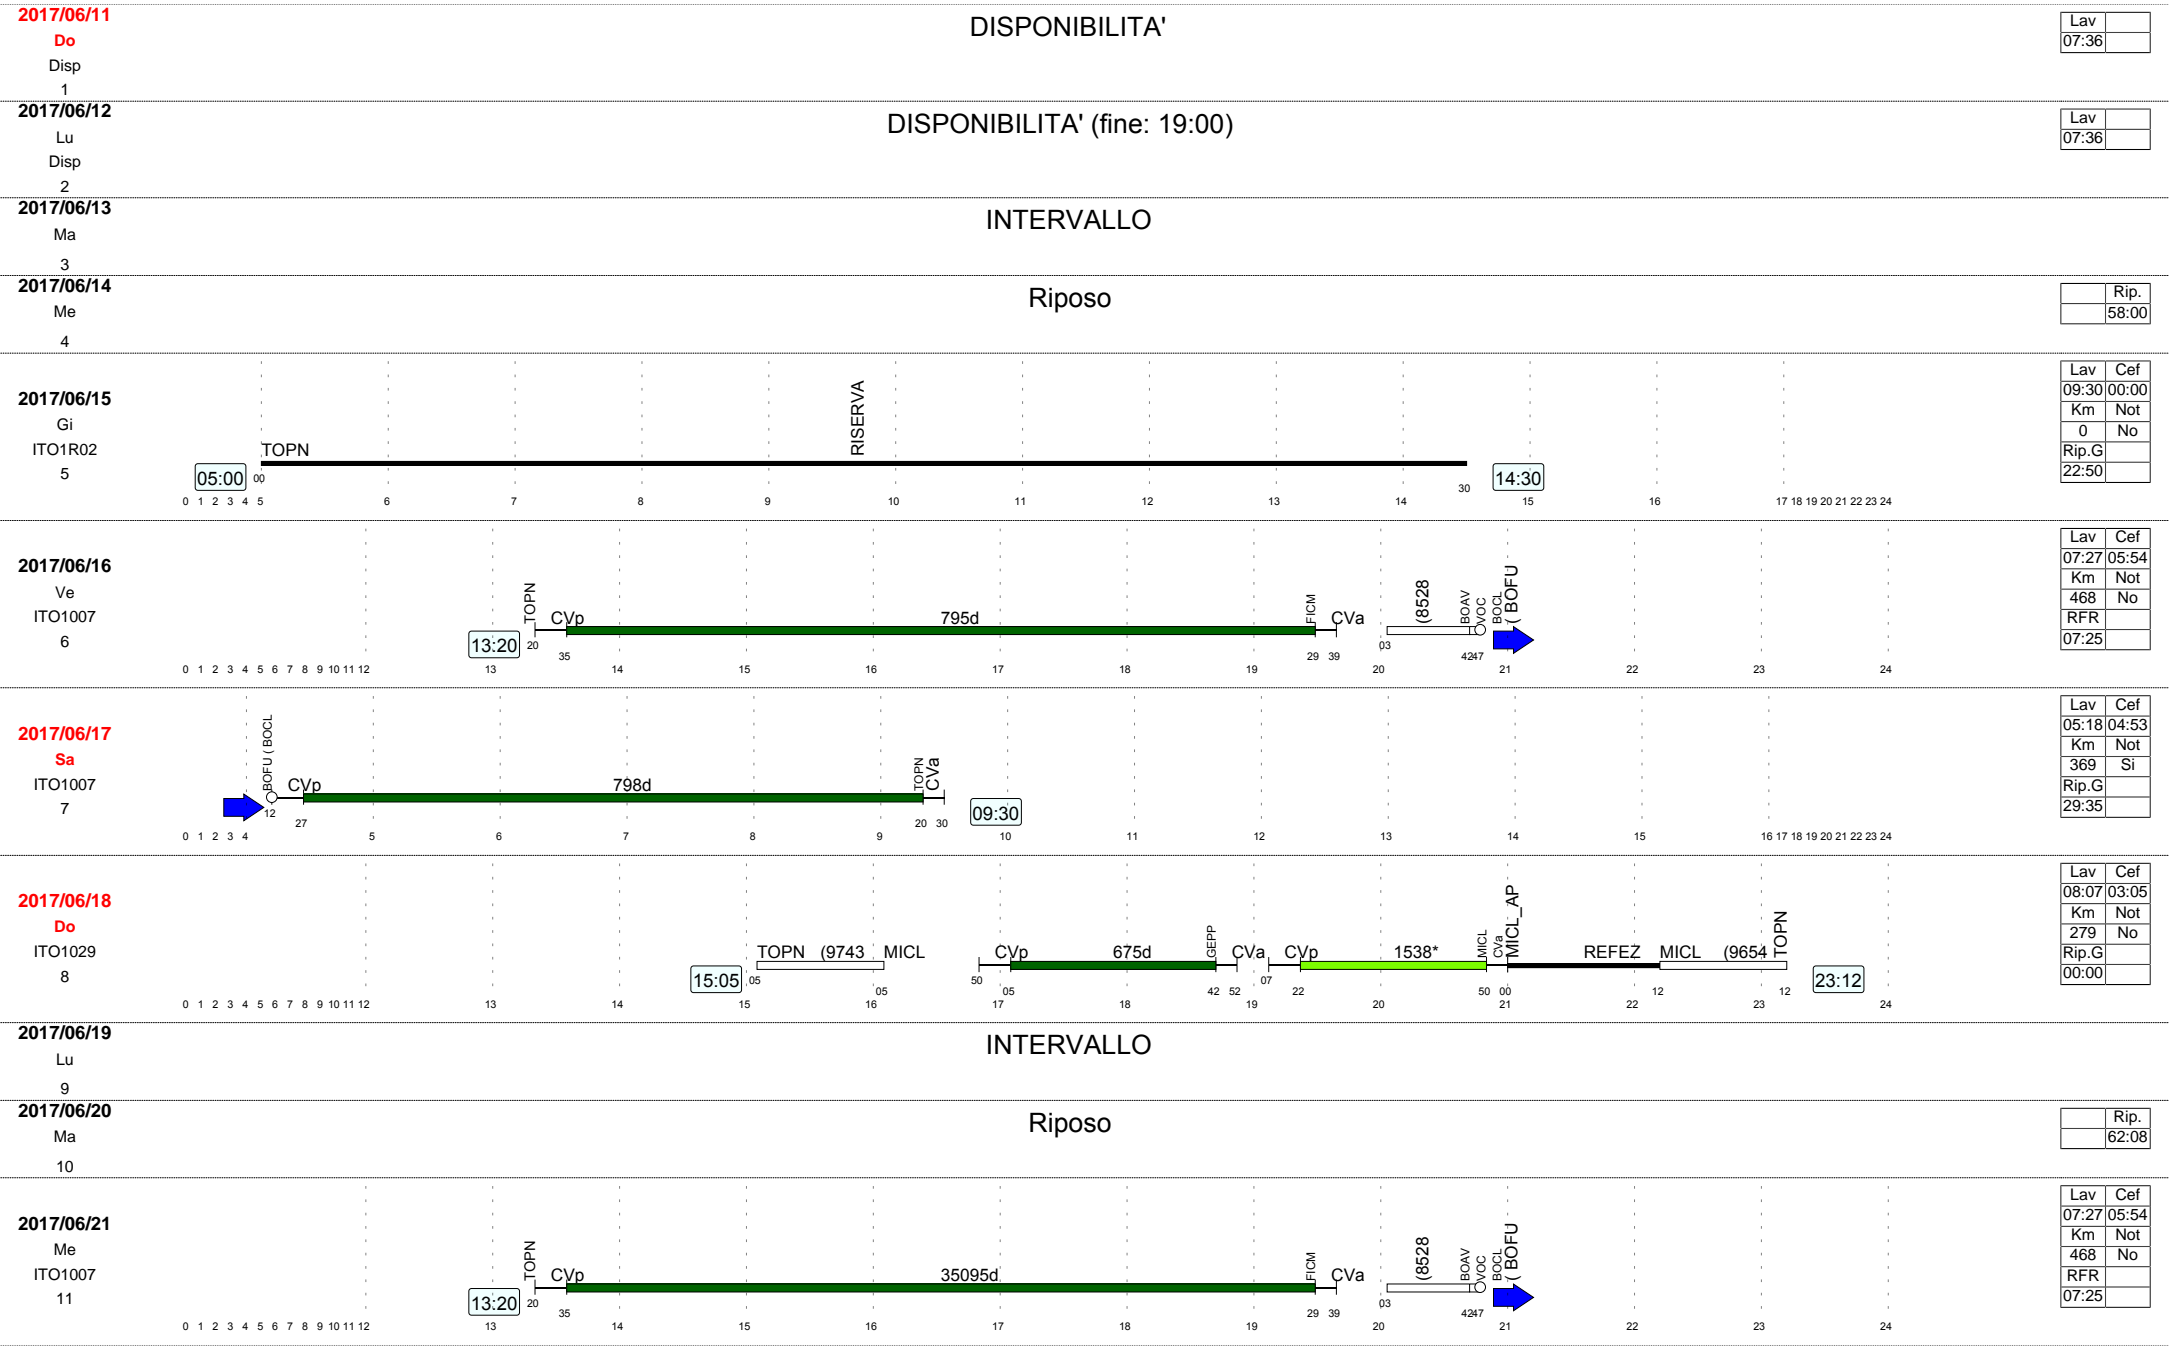 2017/06/11
Do
Disp
1
DISPONIBILITA'
Lav
07:36
2017/06/12
Lu
Disp
2
DISPONIBILITA' (fine: 19:00)
Lav
07:36
2017/06/13
Ma
3
INTERVALLO
2017/06/14
Me
4
Riposo
Rip.
58:00
2017/06/15
Gi
ITO1R02
5
05:00
TOPN
RISERVA
14:30
00 30
0 1 2 3 4 5 6 7 8 9 10 11 12 13 14 15 16 17 18 19 20 21 22 23 24
Lav Cef
09:30 00:00
Km Not
0 No
Rip.G
22:50
2017/06/16
Ve
ITO1007
6
13:20
TOPN CVp 795d FICM CVa (8528 BOAV VOC BOCL ( BOFU
20 35 29 39 03 42 47
0 1 2 3 4 5 6 7 8 9 10 11 12 13 14 15 16 17 18 19 20 21 22 23 24
Lav Cef
07:27 05:54
Km Not
468 No
RFR
07:25
2017/06/17
Sa
ITO1007
7
BOFU ( BOCL CVp 798d TOPN CVa
09:30
12 27 20 30
0 1 2 3 4 5 6 7 8 9 10 11 12 13 14 15 16 17 18 19 20 21 22 23 24
Lav Cef
05:18 04:53
Km Not
369 Si
Rip.G
29:35
2017/06/18
Do
ITO1029
8
15:05
TOPN (9743 MICL CVp 675d GEPP CVa CVp 1538* MICL CVa MICL_AP REFEZ MICL (9654 TOPN
23:12
05 05 50 05 42 52 07 22 50 00 12 12
0 1 2 3 4 5 6 7 8 9 10 11 12 13 14 15 16 17 18 19 20 21 22 23 24
Lav Cef
08:07 03:05
Km Not
279 No
Rip.G
00:00
2017/06/19
Lu
9
INTERVALLO
2017/06/20
Ma
10
Riposo
Rip.
62:08
2017/06/21
Me
ITO1007
11
13:20
TOPN CVp 35095d FICM CVa (8528 BOAV VOC BOCL ( BOFU
20 35 29 39 03 42 47
0 1 2 3 4 5 6 7 8 9 10 11 12 13 14 15 16 17 18 19 20 21 22 23 24
Lav Cef
07:27 05:54
Km Not
468 No
RFR
07:25